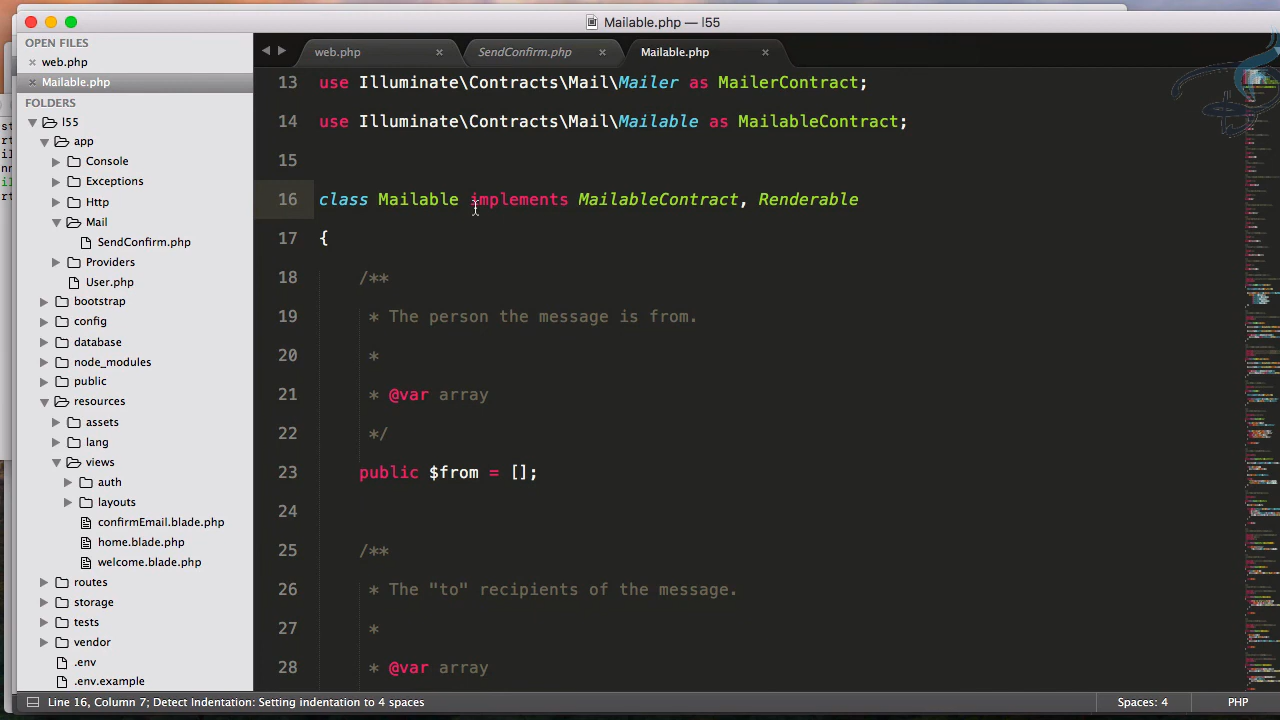 Mailable.php — l55
OPEN FILES
web.php
Mailable.php
FOLDERS
l55
app
Console
Exceptions
Http
Mail
SendConfirm.php
Providers
User.php
bootstrap
config
database
node_modules
public
resources
assets
lang
views
auth
layouts
confirmEmail.blade.php
home.blade.php
welcome.blade.php
routes
storage
tests
vendor
.env
.env.example
web.php
SendConfirm.php
Mailable.php
13 use Illuminate\Contracts\Mail\Mailer as MailerContract;
14 use Illuminate\Contracts\Mail\Mailable as MailableContract;
15
16 class Mailable implements MailableContract, Renderable
17 {
18 /**
19 * The person the message is from.
20 *
21 * @var array
22 */
23 public $from = [];
24
25 /**
26 * The "to" recipients of the message.
27 *
28 * @var array
Line 16, Column 7; Detect Indentation: Setting indentation to 4 spaces
Spaces: 4
PHP